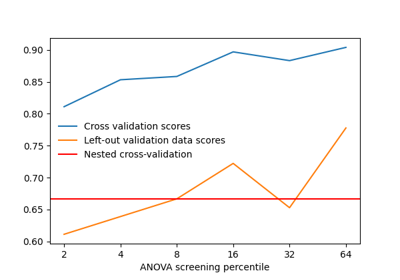 0.90
0.85
0.80
0.75
0.70
0.65
0.60
Cross validation scores
Left-out validation data scores
Nested cross-validation
2 4 8 16 32 64
ANOVA screening percentile